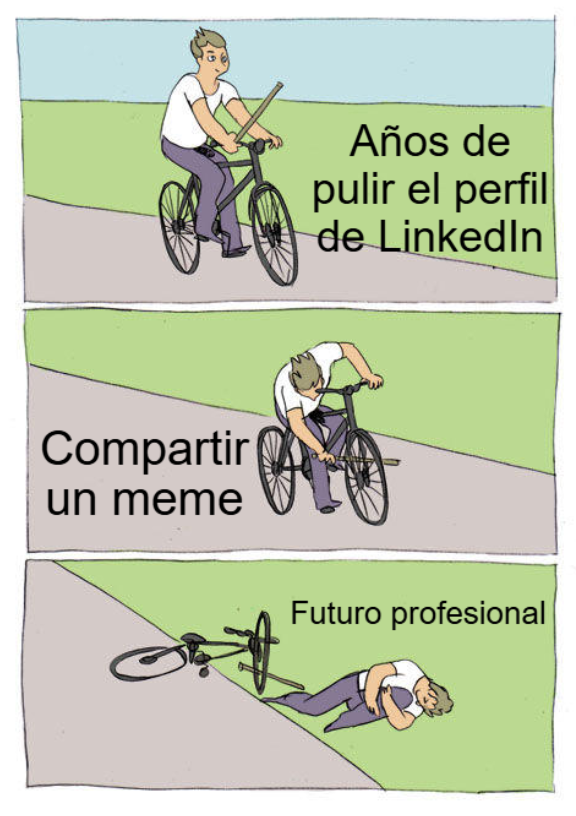 Años de
pulir el perfil
de LinkedIn
Compartir
un meme
Futuro profesional